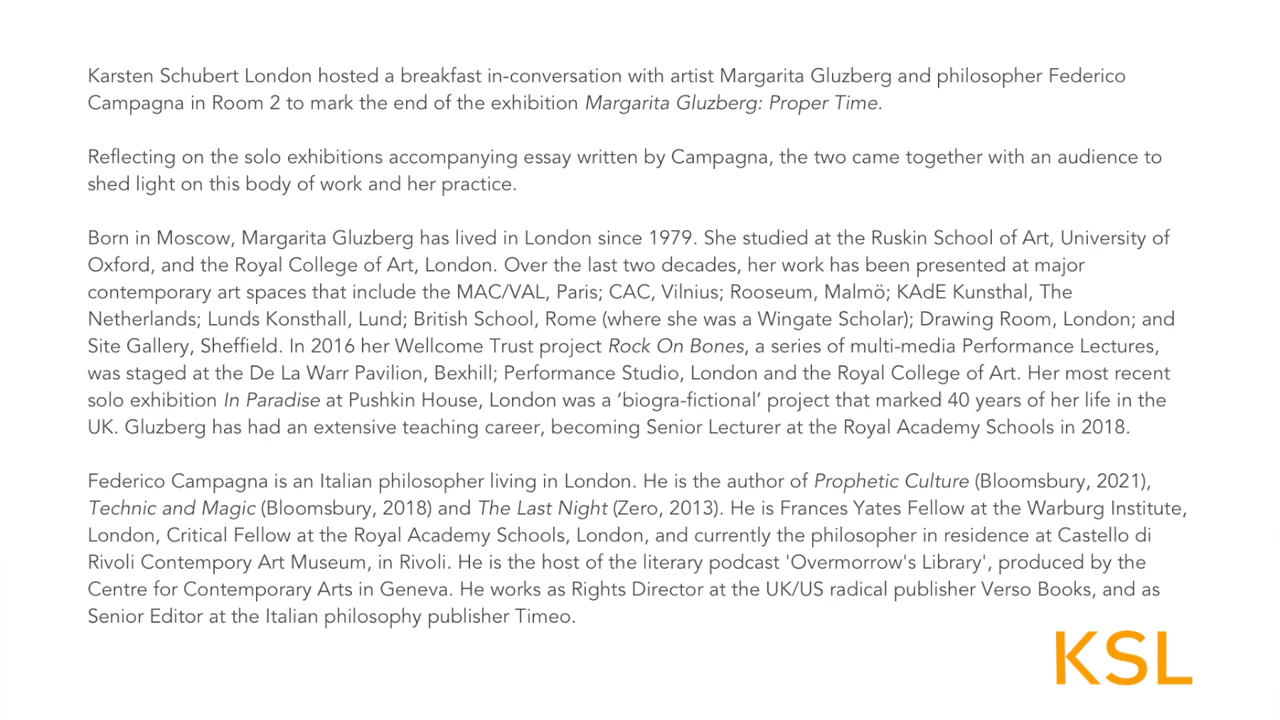 Karsten Schubert London hosted a breakfast in-conversation with artist Margarita Gluzberg and philosopher Federico
Campagna in Room 2 to mark the end of the exhibition Margarita Gluzberg: Proper Time.
Reflecting on the solo exhibitions accompanying essay written by Campagna, the two came together with an audience to
shed light on this body of work and her practice.
Born in Moscow, Margarita Gluzberg has lived in London since 1979. She studied at the Ruskin School of Art, University of
Oxford, and the Royal College of Art, London. Over the last two decades, her work has been presented at major
contemporary art spaces that include the MAC/VAL, Paris; CAC, Vilnius; Rooseum, Malmö; KAdE Kunsthal, The
Netherlands; Lunds Konsthall, Lund; British School, Rome (where she was a Wingate Scholar); Drawing Room, London; and
Site Gallery, Sheffield. In 2016 her Wellcome Trust project Rock On Bones, a series of multi-media Performance Lectures,
was staged at the De La Warr Pavilion, Bexhill; Performance Studio, London and the Royal College of Art. Her most recent
solo exhibition In Paradise at Pushkin House, London was a ‘biogra-fictional’ project that marked 40 years of her life in the
UK. Gluzberg has had an extensive teaching career, becoming Senior Lecturer at the Royal Academy Schools in 2018.
Federico Campagna is an Italian philosopher living in London. He is the author of Prophetic Culture (Bloomsbury, 2021),
Technic and Magic (Bloomsbury, 2018) and The Last Night (Zero, 2013). He is Frances Yates Fellow at the Warburg Institute,
London, Critical Fellow at the Royal Academy Schools, London, and currently the philosopher in residence at Castello di
Rivoli Contempory Art Museum, in Rivoli. He is the host of the literary podcast 'Overmorrow's Library', produced by the
Centre for Contemporary Arts in Geneva. He works as Rights Director at the UK/US radical publisher Verso Books, and as
Senior Editor at the Italian philosophy publisher Timeo.
KSL